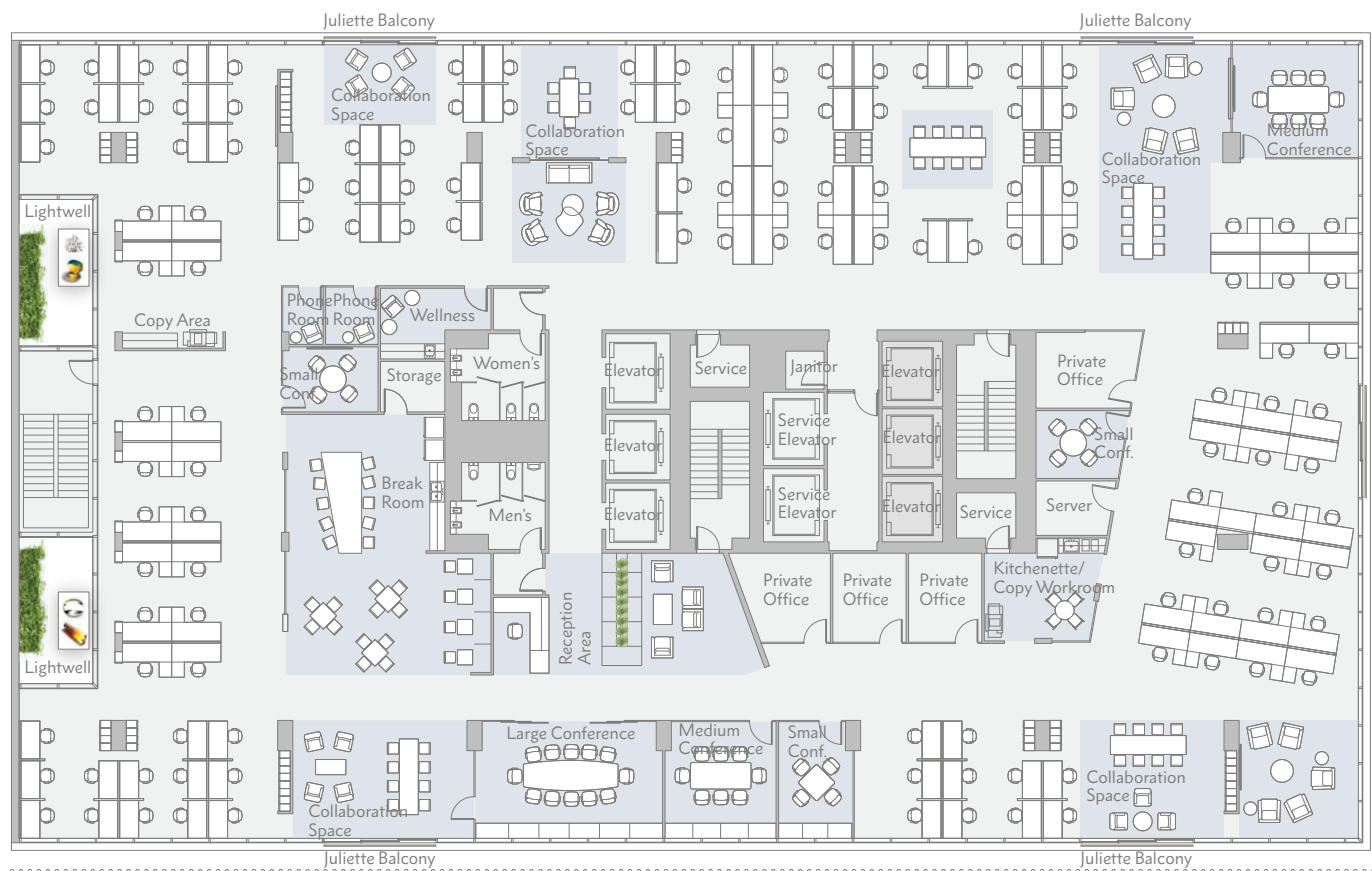 Juliette Balcony
Juliette Balcony
Collaboration
Space
Collaboration
Space
Medium
Conference
Collaboration
Space
Lightwell
Phone
Room
Phone
Room
Wellness
Copy Area
Women's
Small
Conf.
Storage
Elevator
Service
Janitor
Elevator
Private
Office
Elevator
Service
Elevator
Elevator
Small
Conf.
Break
Room
Men's
Elevator
Service
Elevator
Elevator
Service
Server
Private
Office
Private
Office
Private
Office
Kitchenette/
Copy Workroom
Reception
Area
Lightwell
Large Conference
Medium
Conference
Small
Conf.
Collaboration
Space
Collaboration
Space
Juliette Balcony
Juliette Balcony